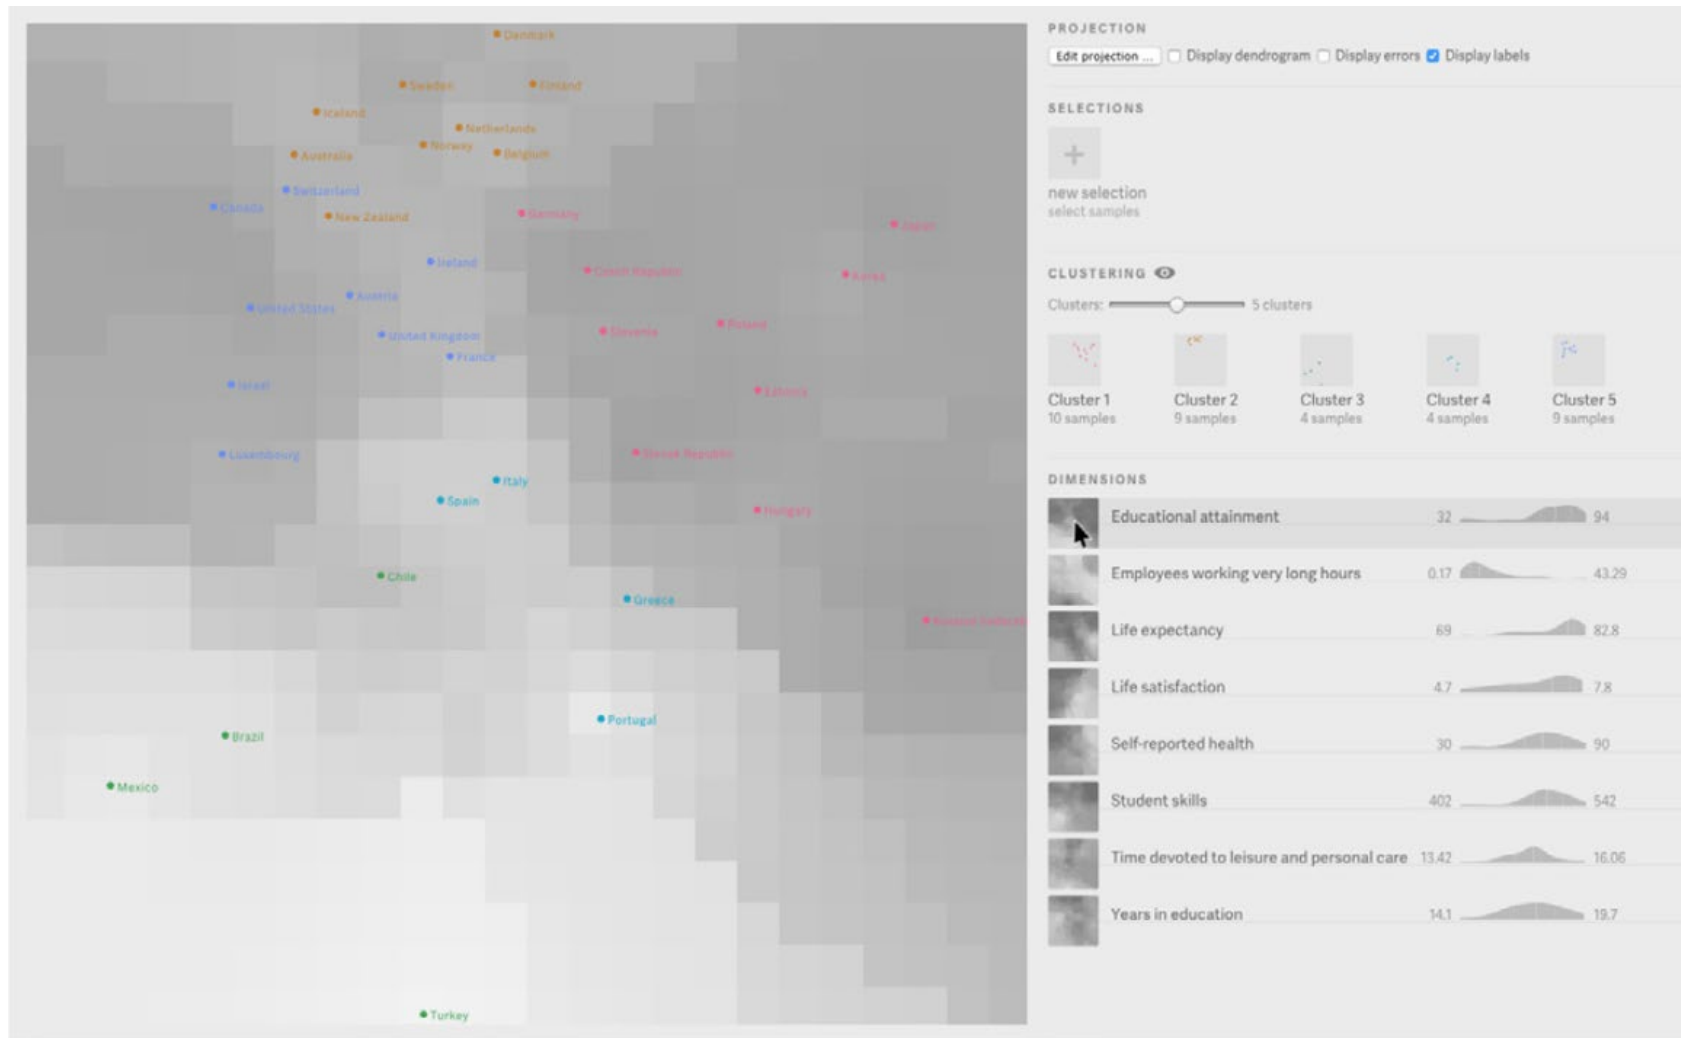 Denmark
Sweden
Finland
Iceland
Netherlands
Norway
Australia
Belgium
Switzerland
Canada
New Zealand
Germany
Japan
Ireland
Czech Republic
Korea
Austria
United States
Poland
Slovenia
United Kingdom
France
Israel
Estonia
Luxembourg
Slovak Republic
Italy
Spain
Hungary
Chile
Greece
Portugal
Brazil
Mexico
Turkey
PROJECTION
Edit projection ... Display dendrogram Display errors Display labels
SELECTIONS
+
new selection
select samples
CLUSTERING
Clusters: 5 clusters
Cluster 1 Cluster 2 Cluster 3 Cluster 4 Cluster 5
10 samples 9 samples 4 samples 4 samples 9 samples
DIMENSIONS
Educational attainment 32 94
Employees working very long hours 0.17 43.29
Life expectancy 69 82.8
Life satisfaction 4.7 7.8
Self-reported health 30 90
Student skills 402 542
Time devoted to leisure and personal care 13.42 16.06
Years in education 14.1 19.7